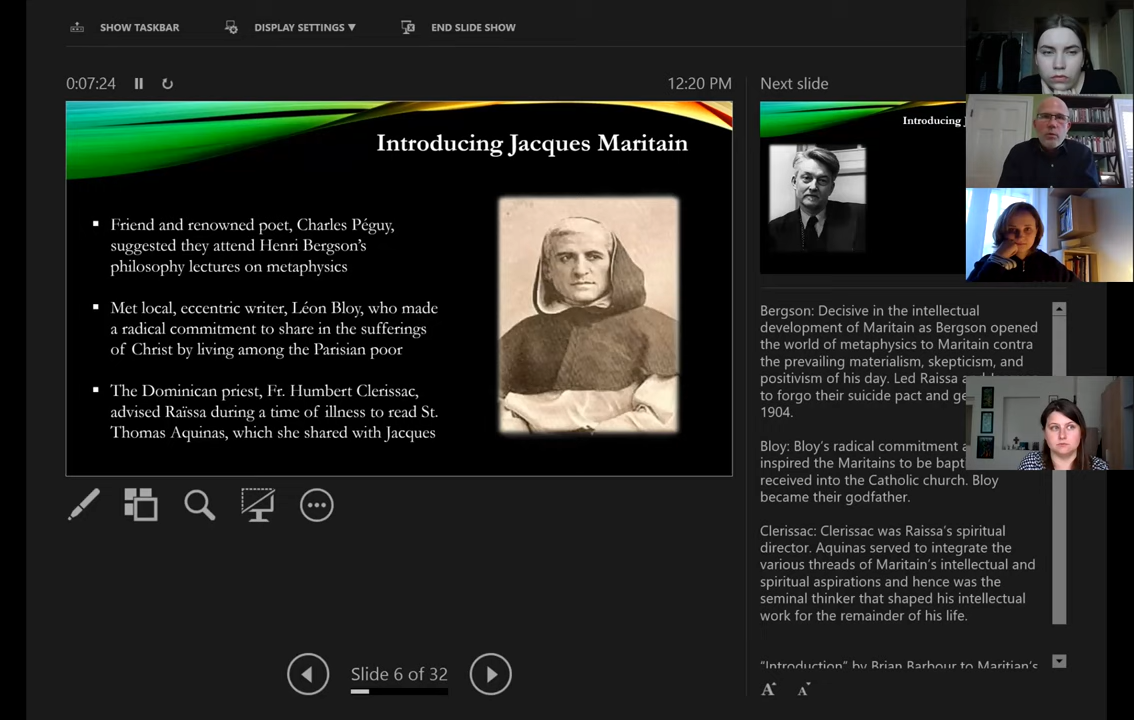 SHOW TASKBAR
DISPLAY SETTINGS ▼
END SLIDE SHOW
0:07:24
12:20 PM
Introducing Jacques Maritain
▪ Friend and renowned poet, Charles Péguy,
suggested they attend Henri Bergson's
philosophy lectures on metaphysics
▪ Met local, eccentric writer, Léon Bloy, who made
a radical commitment to share in the sufferings
of Christ by living among the Parisian poor
▪ The Dominican priest, Fr. Humbert Clerissac,
advised Raïssa during a time of illness to read St.
Thomas Aquinas, which she shared with Jacques
Slide 6 of 32
Next slide
Introducing
Bergson: Decisive in the intellectual
development of Maritain as Bergson opened
the world of metaphysics to Maritain contra
the prevailing materialism, skepticism, and
positivism of his day. Led Raissa
to forgo their suicide pact and
1904.
Bloy: Bloy's radical commitment
inspired the Maritains to be
received into the Catholic church. Bloy
became their godfather.
Clerissac: Clerissac was Raissa's spiritual
director. Aquinas served to integrate the
various threads of Maritain's intellectual and
spiritual aspirations and hence was the
seminal thinker that shaped his intellectual
work for the remainder of his life.
"Introduction" by Brian Barbour to Maritian's
A A